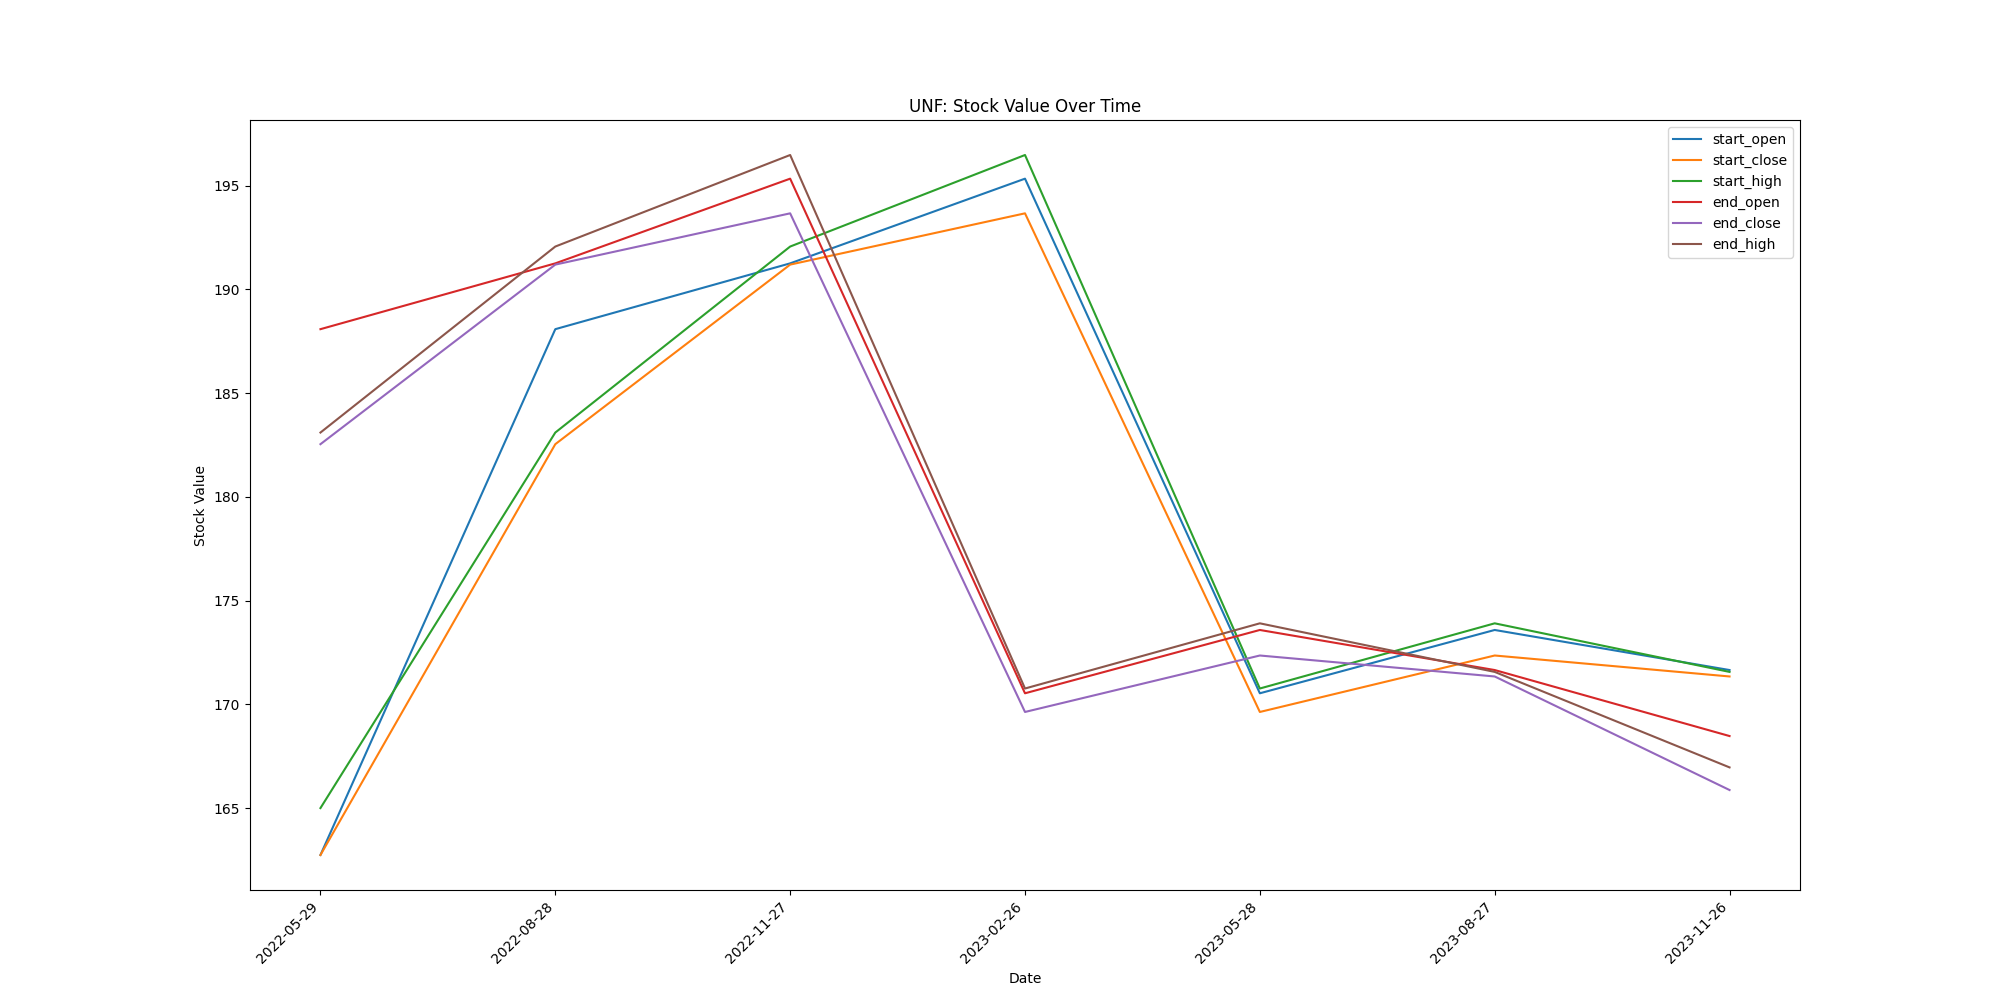 UNF: Stock Value Over Time
start_open
start_close
start_high
end_open
end_close
end_high
Stock Value
195
190
185
180
175
170
165
2022-05-29
2022-08-28
2022-11-27
2023-02-26
2023-05-28
2023-08-27
2023-11-26
Date